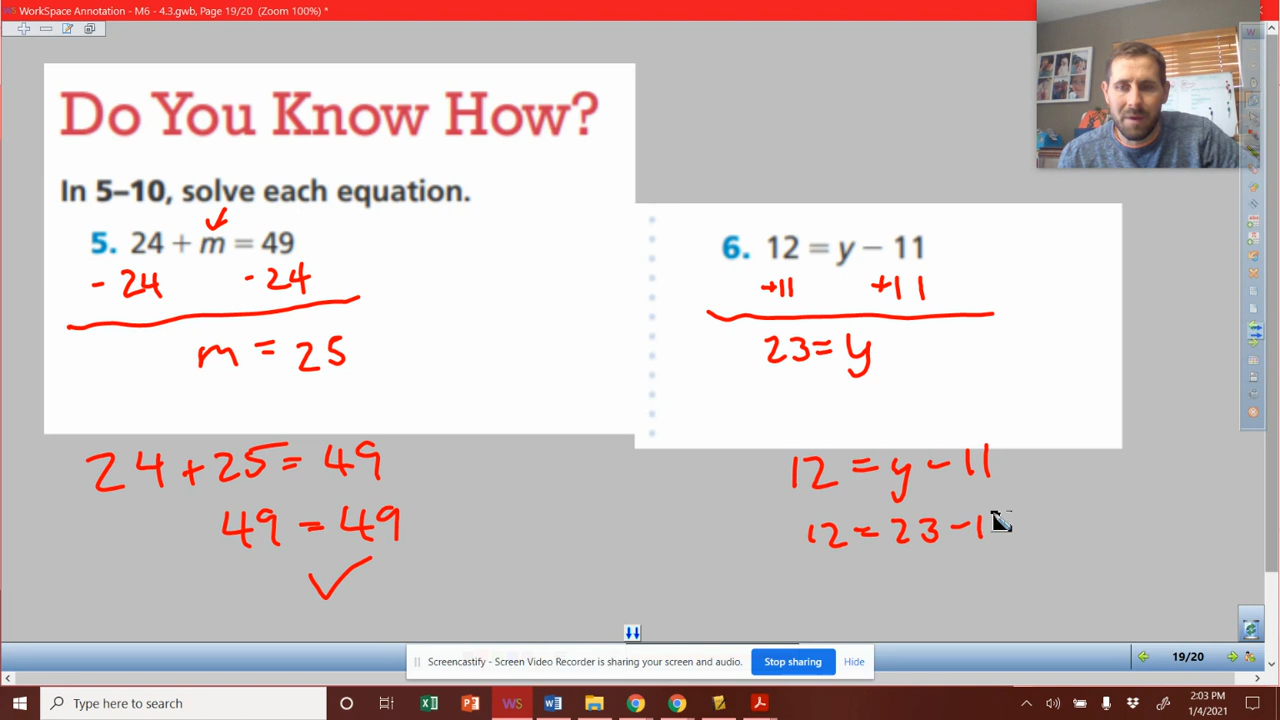 WorkSpace Annotation - M6 - 4.3.gwb, Page 19/20 (Zoom 100%) *
Do You Know How?
In 5–10, solve each equation.
5. 24 + m = 49
- 24 - 24
m = 25
24 + 25 = 49
49 = 49
6. 12 = y − 11
+11 +11
23 = y
12 = y - 11
12 = 23 - 1
Screencastify - Screen Video Recorder is sharing your screen and audio.
Stop sharing
Hide
19/20
Type here to search
2:03 PM
1/4/2021